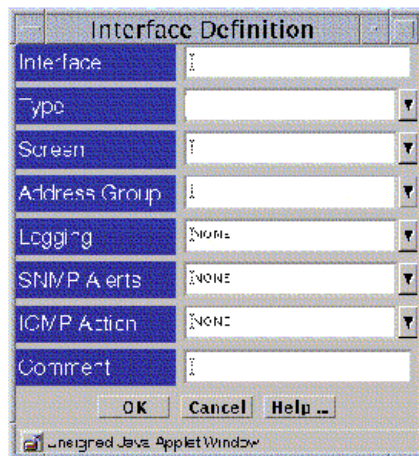 Interface Definition
Interface
Type
Screen
Address Group
Logging NONE
SNMP Alerts NONE
ICMP Action NONE
Comment
OK Cancel Help ...
Unsigned Java Applet Window